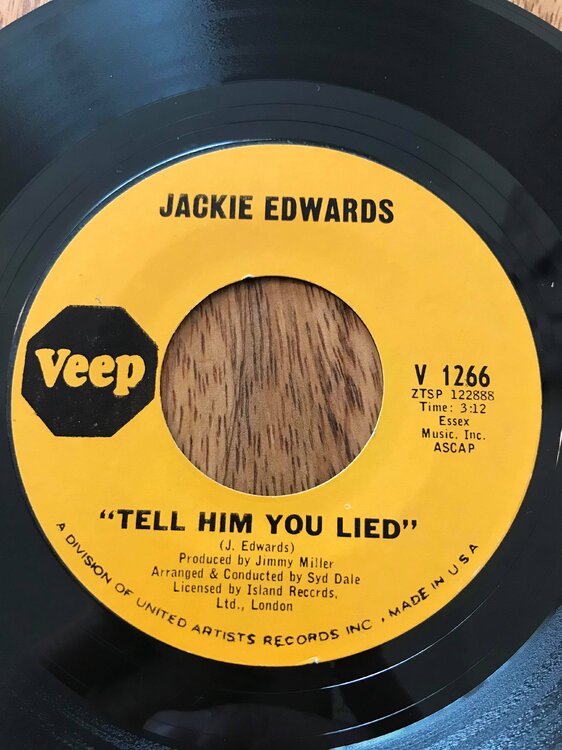 JACKIE EDWARDS
Veep
V 1266
ZTSP 122888
Time: 3:12
Essex
Music, Inc.
ASCAP
"TELL HIM YOU LIED"
(J. Edwards)
Produced by Jimmy Miller
Arranged & Conducted by Syd Dale
Licensed by Island Records,
Ltd., London
A DIVISION OF UNITED ARTISTS RECORDS INC , MADE IN U S A